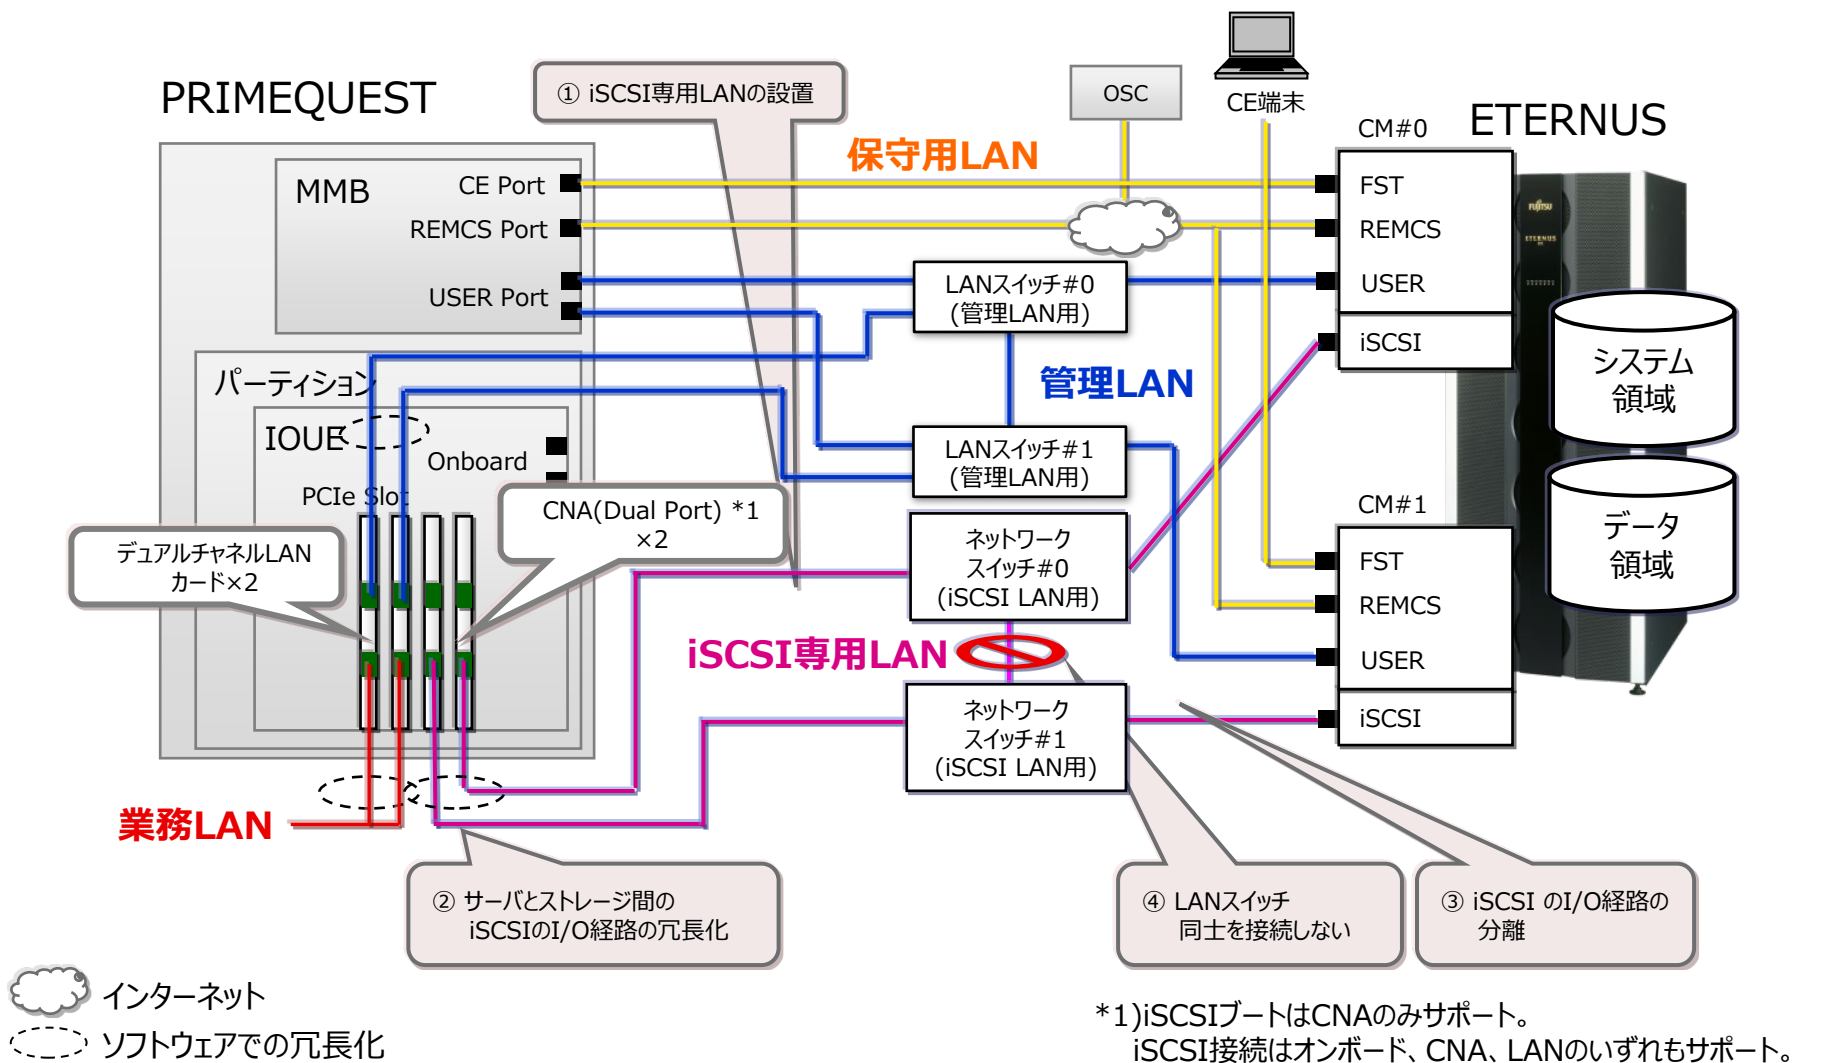 ① iSCSI専用LANの設置
OSC
CE端末
PRIMEQUEST
ETERNUS
CM#0
保守用LAN
MMB
CE Port
REMCS Port
USER Port
FST
REMCS
USER
iSCSI
FUJITSU
ETERNUS
LANスイッチ#0
(管理LAN用)
管理LAN
システム
領域
パーティション
IOUE
Onboard
PCIe Slot
LANスイッチ#1
(管理LAN用)
CNA(Dual Port) *1
×2
デュアルチャネルLAN
カード×2
ネットワーク
スイッチ#0
(iSCSI LAN用)
CM#1
FST
REMCS
USER
iSCSI
データ
領域
iSCSI専用LAN
ネットワーク
スイッチ#1
(iSCSI LAN用)
業務LAN
② サーバとストレージ間の
iSCSIのI/O経路の冗長化
④ LANスイッチ
同士を接続しない
③ iSCSI のI/O経路の
分離
インターネット
ソフトウェアでの冗長化
*1)iSCSIブートはCNAのみサポート。
iSCSI接続はオンボード、CNA、LANのいずれもサポート。